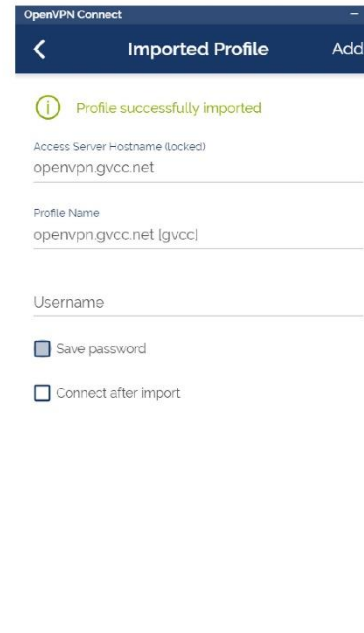 OpenVPN Connect
Imported Profile Add
Profile successfully imported
Access Server Hostname (locked)
openvpn.gvcc.net
Profile Name
openvpn.gvcc.net [gvcc]
Username
Save password
Connect after import